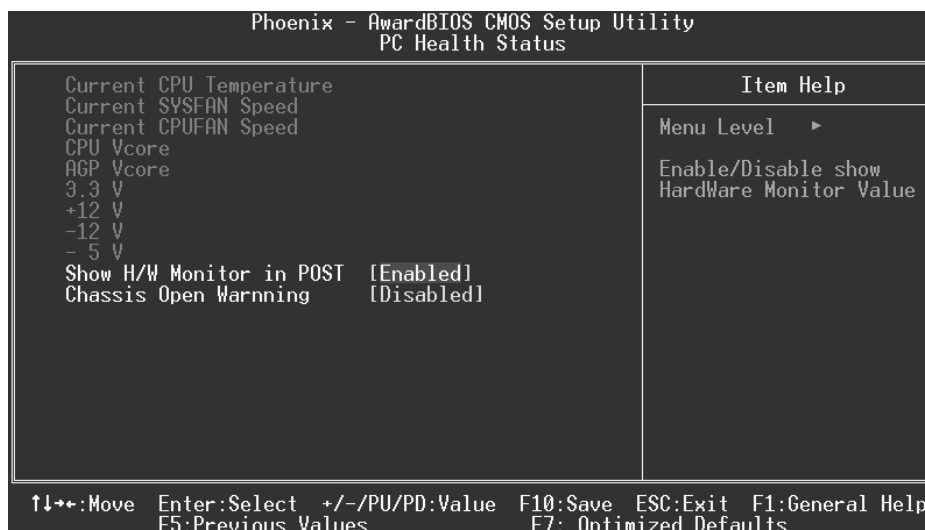 Phoenix - AwardBIOS CMOS Setup Utility
PC Health Status
Current CPU Temperature
Current SYSFAN Speed
Current CPUFAN Speed
CPU Vcore
AGP Vcore
3.3 V
+12 V
-12 V
- 5 V
Show H/W Monitor in POST [Enabled]
Chassis Open Warnning [Disabled]
Item Help
Menu Level ►
Enable/Disable show
HardWare Monitor Value
↑↓→←:Move Enter:Select +/-/PU/PD:Value F10:Save ESC:Exit F1:General Help
F5:Previous Values F7: Optimized Defaults